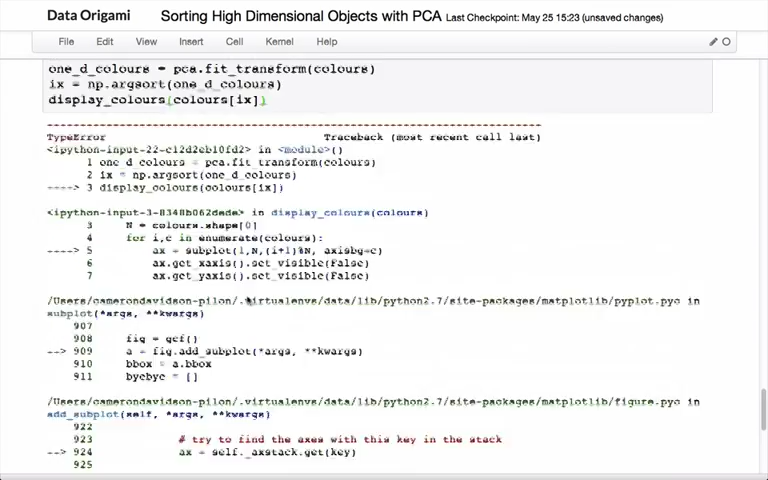 Data Origami Sorting High Dimensional Objects with PCA Last Checkpoint: May 25 15:23 (unsaved changes)
File Edit View Insert Cell Kernel Help
one_d_colours = pca.fit_transform(colours)
ix = np.argsort(one_d_colours)
display_colours(colours[ix])
TypeError Traceback (most recent call last)
<ipython-input-22-c12d2eb10fd2> in <module>()
1 one_d_colours = pca.fit_transform(colours)
2 ix = np.argsort(one_d_colours)
----> 3 display_colours(colours[ix])
<ipython-input-3-8348b062dede> in display_colours(colours)
3 N = colours.shape[0]
4 for i,c in enumerate(colours):
----> 5 ax = subplot(1,N,(i+1)%N, axisbg=c)
6 ax.get_xaxis().set_visible(False)
7 ax.get_yaxis().set_visible(False)
/Users/camerondavidson-pilon/.virtualenvs/data/lib/python2.7/site-packages/matplotlib/pyplot.pyc in
subplot(*args, **kwargs)
907
908 fig = gcf()
--> 909 a = fig.add_subplot(*args, **kwargs)
910 bbox = a.bbox
911 byebye = []
/Users/camerondavidson-pilon/.virtualenvs/data/lib/python2.7/site-packages/matplotlib/figure.pyc in
add_subplot(self, *args, **kwargs)
922
923 # try to find the axes with this key in the stack
--> 924 ax = self._axstack.get(key)
925